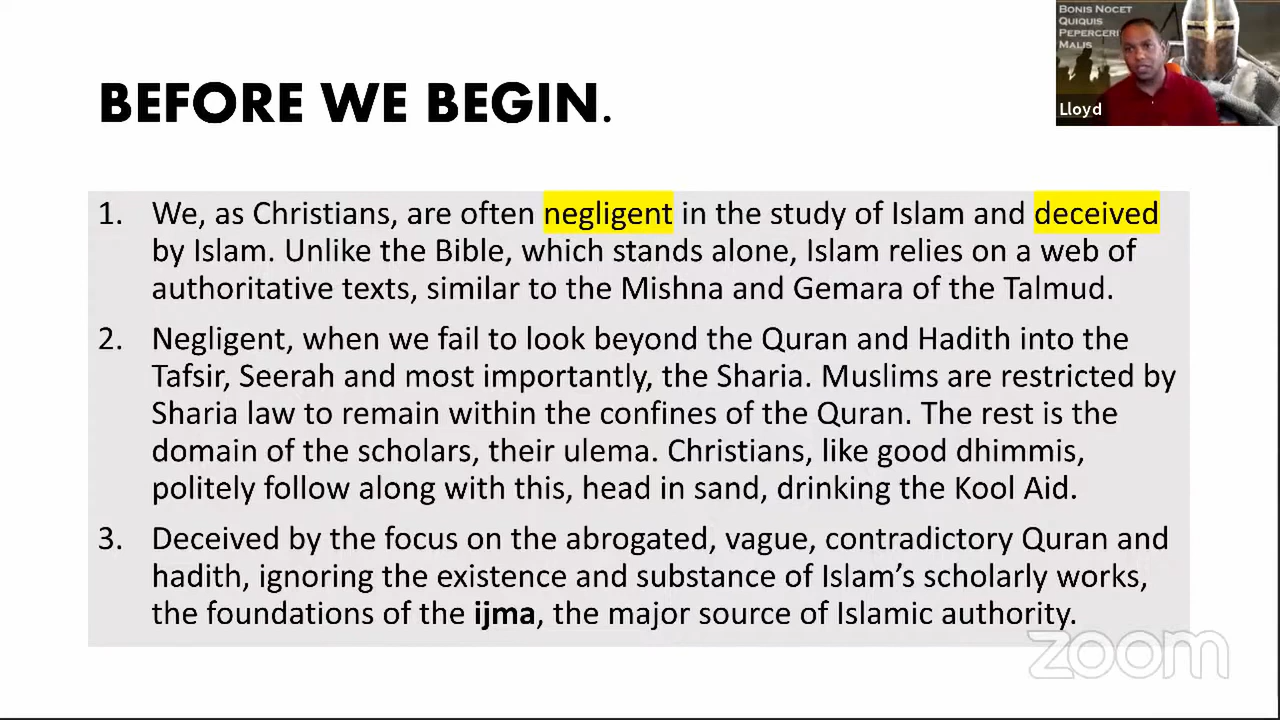 BONIS NOCET
QUIQUIS
PEPERCERI
MALIS
Lloyd
BEFORE WE BEGIN.
1. We, as Christians, are often negligent in the study of Islam and deceived
by Islam. Unlike the Bible, which stands alone, Islam relies on a web of
authoritative texts, similar to the Mishna and Gemara of the Talmud.
2. Negligent, when we fail to look beyond the Quran and Hadith into the
Tafsir, Seerah and most importantly, the Sharia. Muslims are restricted by
Sharia law to remain within the confines of the Quran. The rest is the
domain of the scholars, their ulema. Christians, like good dhimmis,
politely follow along with this, head in sand, drinking the Kool Aid.
3. Deceived by the focus on the abrogated, vague, contradictory Quran and
hadith, ignoring the existence and substance of Islam’s scholarly works,
the foundations of the ijma, the major source of Islamic authority.
zoom